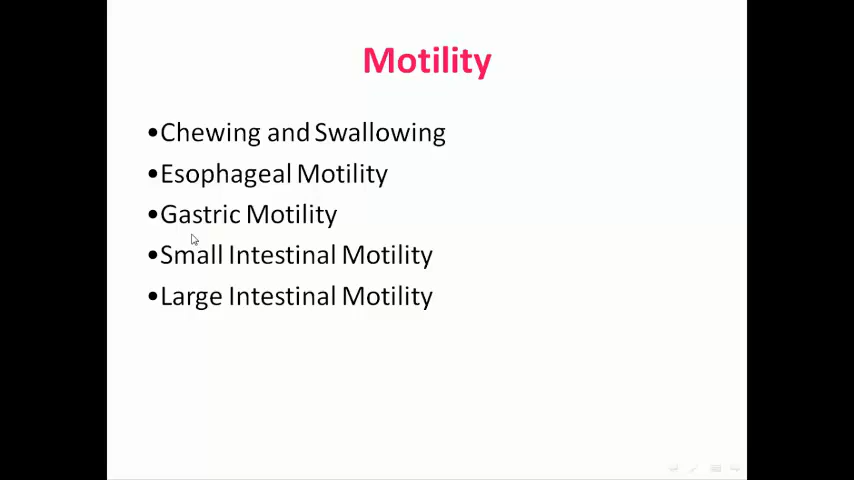 Motility
•Chewing and Swallowing
•Esophageal Motility
•Gastric Motility
•Small Intestinal Motility
•Large Intestinal Motility